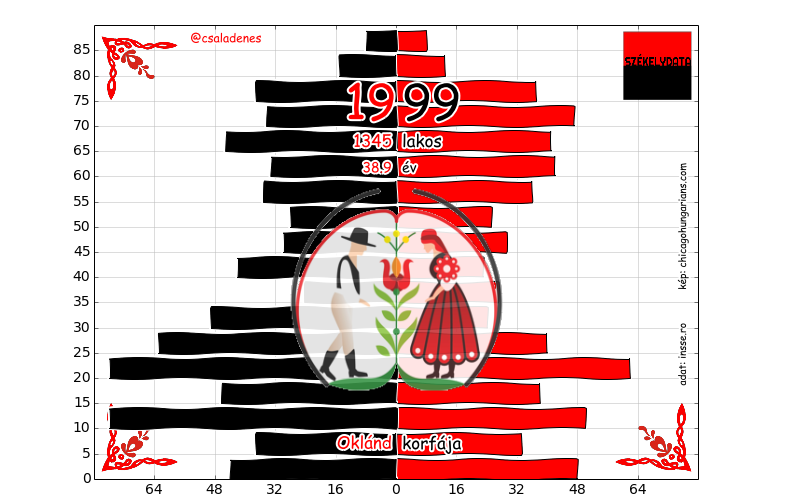 @csaladenes
SZÉKELYDATA
1999
1345 lakos
38.9 év
kép: chicagohungarians.com
adat: insse.ro
Oklánd korfája
85
80
75
70
65
60
55
50
45
40
35
30
25
20
15
10
5
0
64 48 32 16 0 16 32 48 64